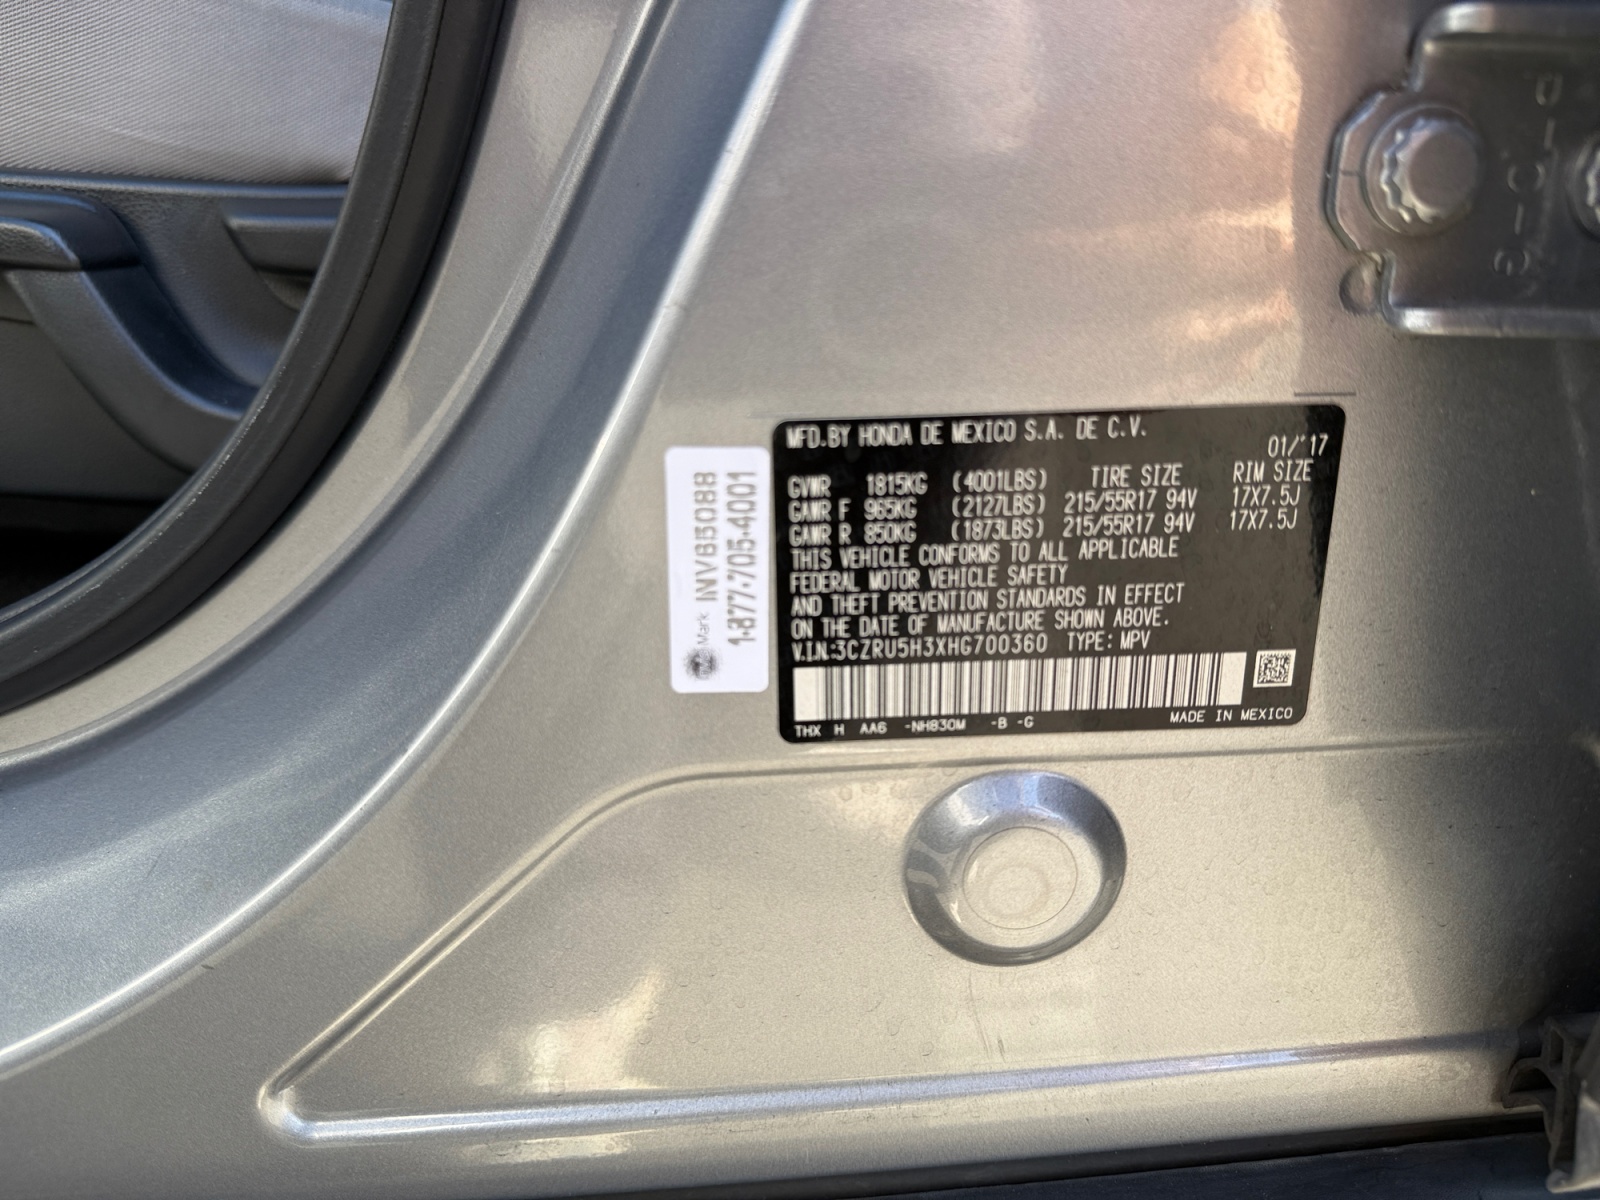 MFD.BY HONDA DE MEXICO S.A. DE C.V.
01/'17
GVWR 1815KG (4001LBS) TIRE SIZE RIM SIZE
GAWR F 965KG (2127LBS) 215/55R17 94V 17X7.5J
GAWR R 850KG (1873LBS) 215/55R17 94V 17X7.5J
THIS VEHICLE CONFORMS TO ALL APPLICABLE
FEDERAL MOTOR VEHICLE SAFETY
AND THEFT PREVENTION STANDARDS IN EFFECT
ON THE DATE OF MANUFACTURE SHOWN ABOVE.
V.I.N:3CZRU5H3XHG700360 TYPE: MPV
THX H AA6 -NH830M -B -G MADE IN MEXICO
Mark INV65088
1-877-705-4001